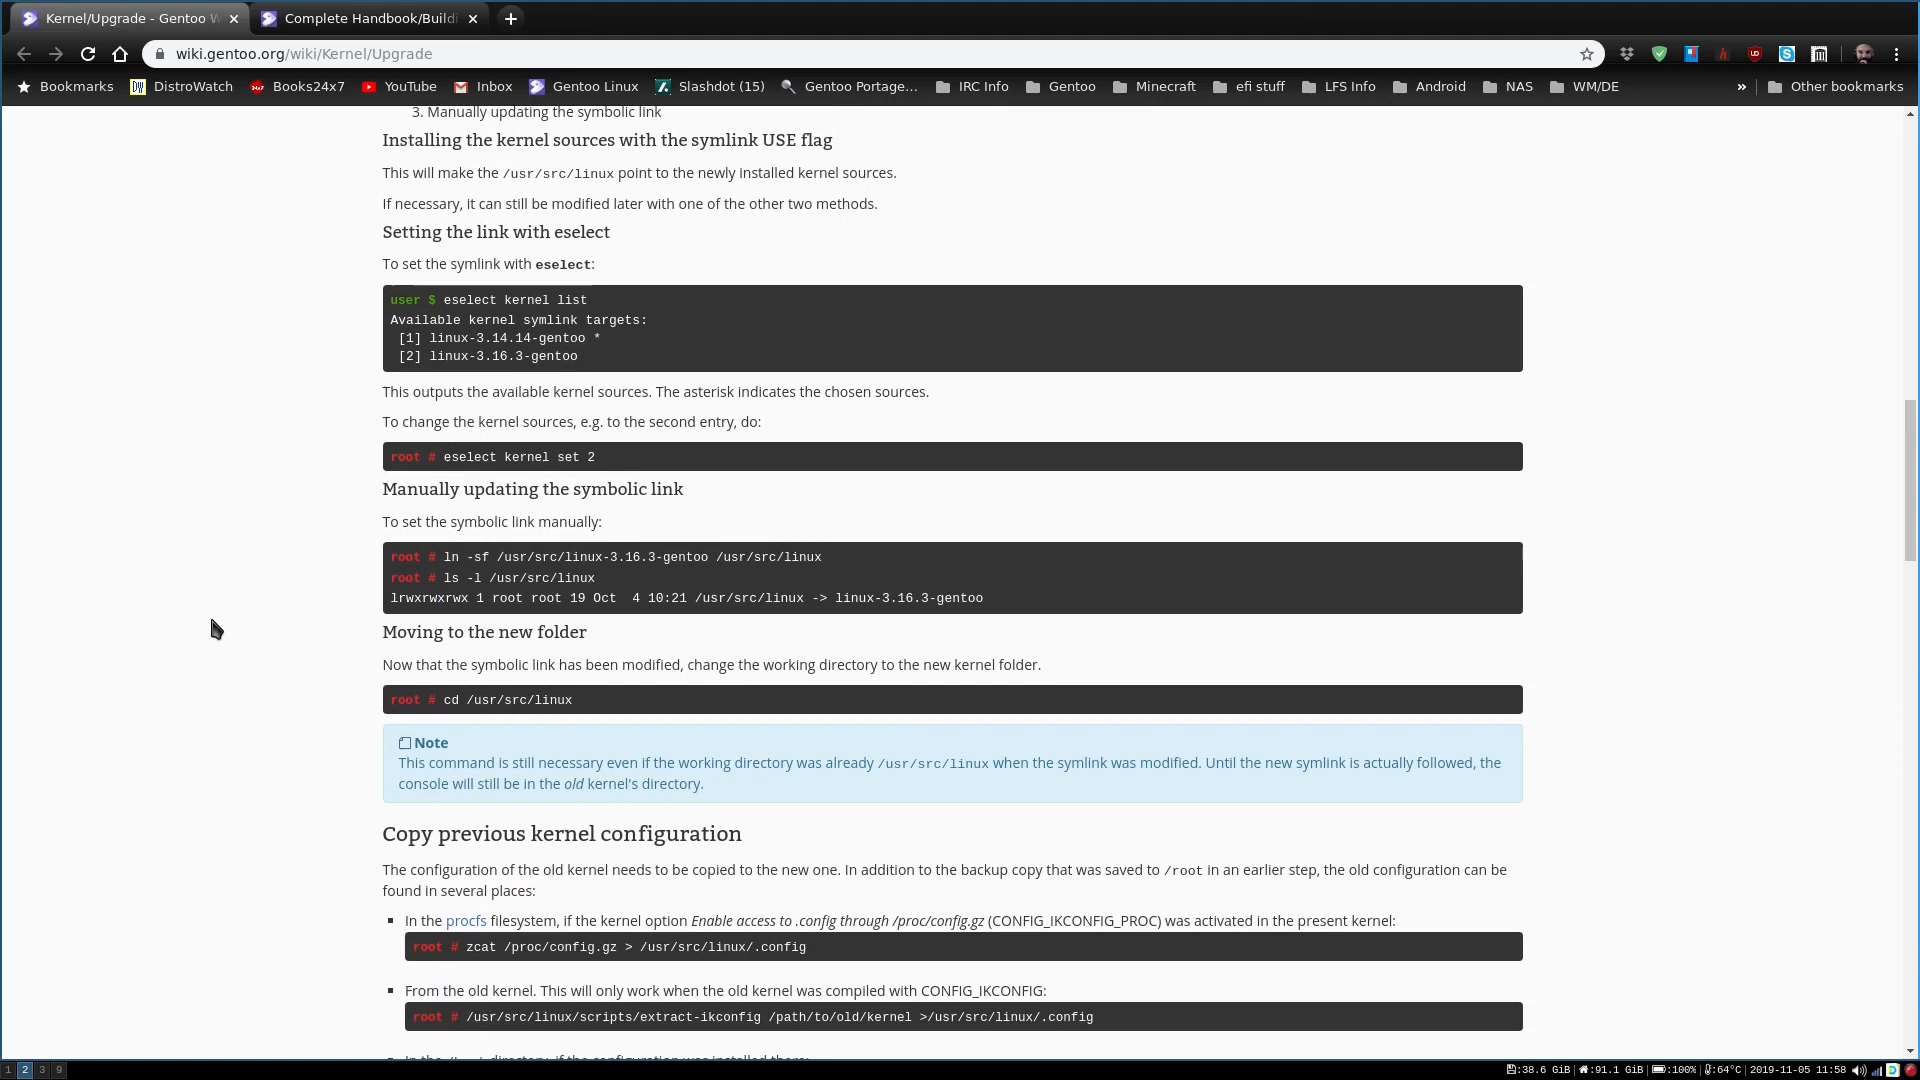 Kernel/Upgrade - Gentoo W
Complete Handbook/Buildi
wiki.gentoo.org/wiki/Kernel/Upgrade
Bookmarks DistroWatch Books24x7 YouTube Inbox Gentoo Linux Slashdot (15) Gentoo Portage... IRC Info Gentoo Minecraft efi stuff LFS Info Android NAS WM/DE » Other bookmarks
3. Manually updating the symbolic link
Installing the kernel sources with the symlink USE flag
This will make the /usr/src/linux point to the newly installed kernel sources.
If necessary, it can still be modified later with one of the other two methods.
Setting the link with eselect
To set the symlink with eselect:
user $ eselect kernel list
Available kernel symlink targets:
[1] linux-3.14.14-gentoo *
[2] linux-3.16.3-gentoo
This outputs the available kernel sources. The asterisk indicates the chosen sources.
To change the kernel sources, e.g. to the second entry, do:
root # eselect kernel set 2
Manually updating the symbolic link
To set the symbolic link manually:
root # ln -sf /usr/src/linux-3.16.3-gentoo /usr/src/linux
root # ls -l /usr/src/linux
lrwxrwxrwx 1 root root 19 Oct  4 10:21 /usr/src/linux -> linux-3.16.3-gentoo
Moving to the new folder
Now that the symbolic link has been modified, change the working directory to the new kernel folder.
root # cd /usr/src/linux
Note
This command is still necessary even if the working directory was already /usr/src/linux when the symlink was modified. Until the new symlink is actually followed, the
console will still be in the old kernel's directory.
Copy previous kernel configuration
The configuration of the old kernel needs to be copied to the new one. In addition to the backup copy that was saved to /root in an earlier step, the old configuration can be
found in several places:
In the procfs filesystem, if the kernel option Enable access to .config through /proc/config.gz (CONFIG_IKCONFIG_PROC) was activated in the present kernel:
root # zcat /proc/config.gz > /usr/src/linux/.config
From the old kernel. This will only work when the old kernel was compiled with CONFIG_IKCONFIG:
root # /usr/src/linux/scripts/extract-ikconfig /path/to/old/kernel >/usr/src/linux/.config
1 2 3 9
:38.6 GiB | :91.1 GiB | :100% | :64°C | 2019-11-05 11:58